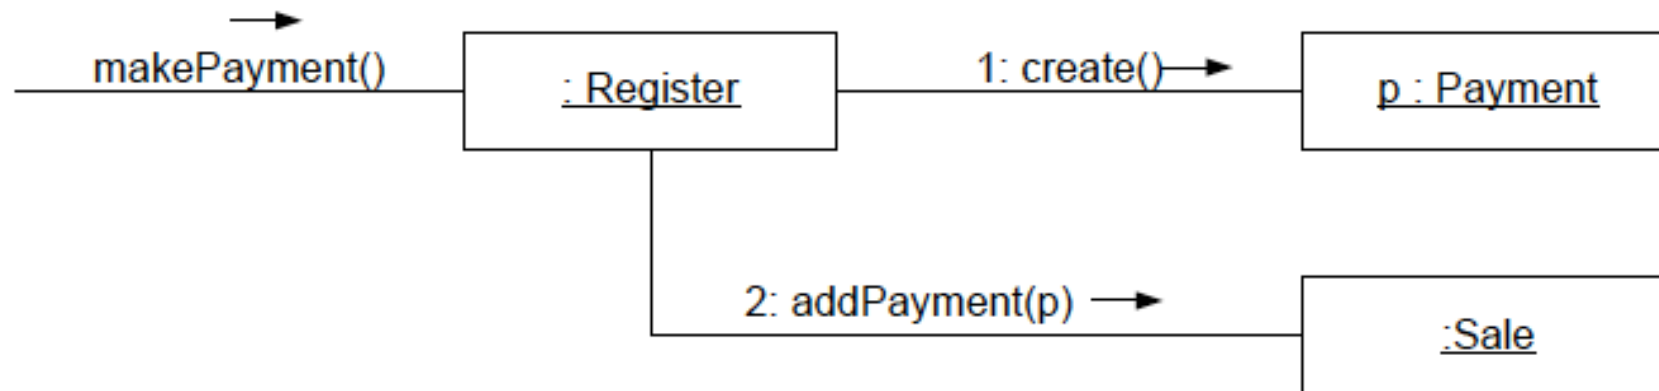 makePayment()
: Register
1: create()
p : Payment
2: addPayment(p)
:Sale